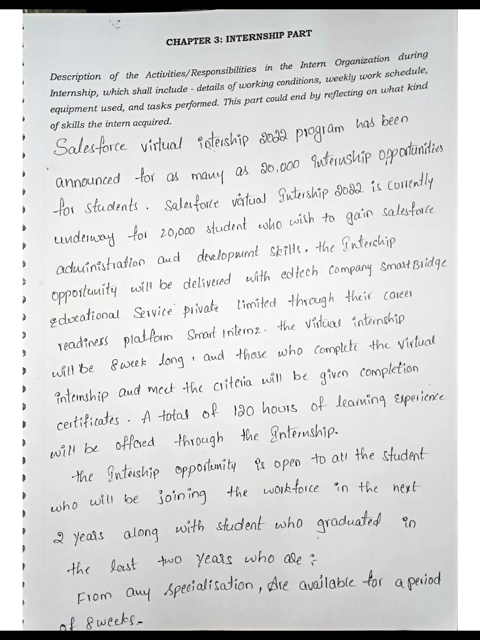 CHAPTER 3: INTERNSHIP PART
Description of the Activities/Responsibilities in the Intern Organization during
Internship, which shall include - details of working conditions, weekly work schedule,
equipment used, and tasks performed. This part could end by reflecting on what kind
of skills the intern acquired.
Salesforce virtual intership 2022 program has been
announced for as many as 20,000 internship opportunities
for students. Salesforce virtual Intership 2022 is currently
underway for 20,000 student who wish to gain salesforce
administration and development skills. the Interchip
opportunity will be delivered with edtech company SmartBridge
Educational Service private limited through their career
readiness platform Smart Internz. the virtual internship
will be 8 week long, and those who complete the virtual
internship and meet the criteria will be given completion
certificates. A total of 120 hours of learning experience
will be offered through the Internship.
the Intership opportunity is open to all the student
who will be joining the workforce in the next
2 years along with student who graduated in
the last two years who are:
From any specialisation, Are available for a period
of 8 weeks.